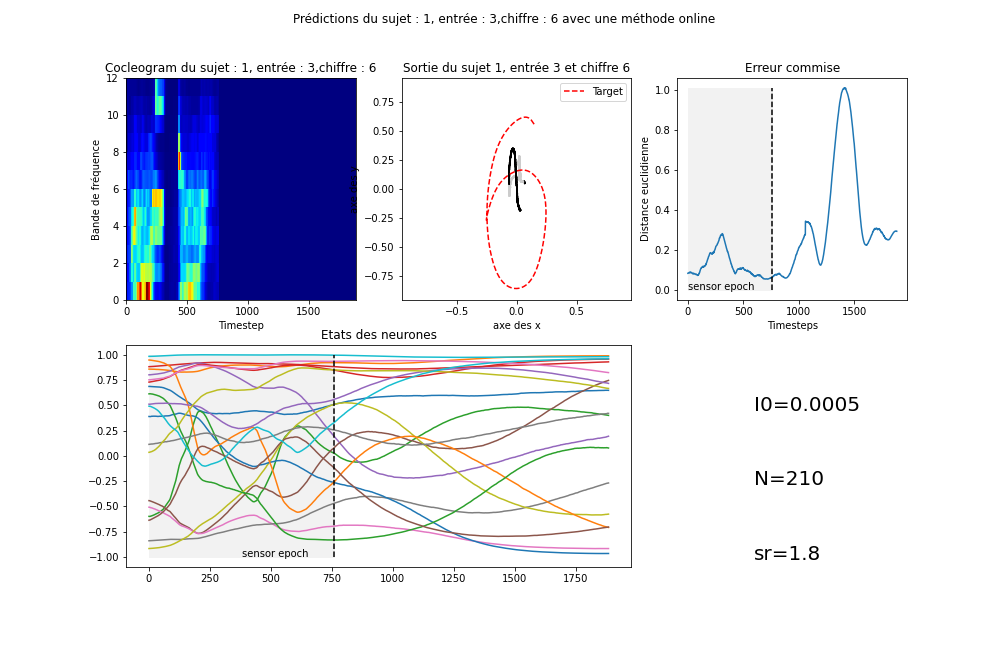 Prédictions du sujet : 1, entrée : 3,chiffre : 6 avec une méthode online
Cocleogram du sujet : 1, entrée : 3,chiffre : 6
12
10
8
6
4
2
0
Bande de fréquence
0 500 1000 1500
Timestep
Sortie du sujet 1, entrée 3 et chiffre 6
Target
0.75
0.50
0.25
0.00
−0.25
−0.50
−0.75
−0.5 0.0 0.5
axe des x
Erreur commise
1.0
0.8
0.6
0.4
0.2
0.0
Distance euclidienne
sensor epoch
0 500 1000 1500
Timesteps
Etats des neurones
1.00
0.75
0.50
0.25
0.00
−0.25
−0.50
−0.75
−1.00
sensor epoch
0 250 500 750 1000 1250 1500 1750
I0=0.0005
N=210
sr=1.8